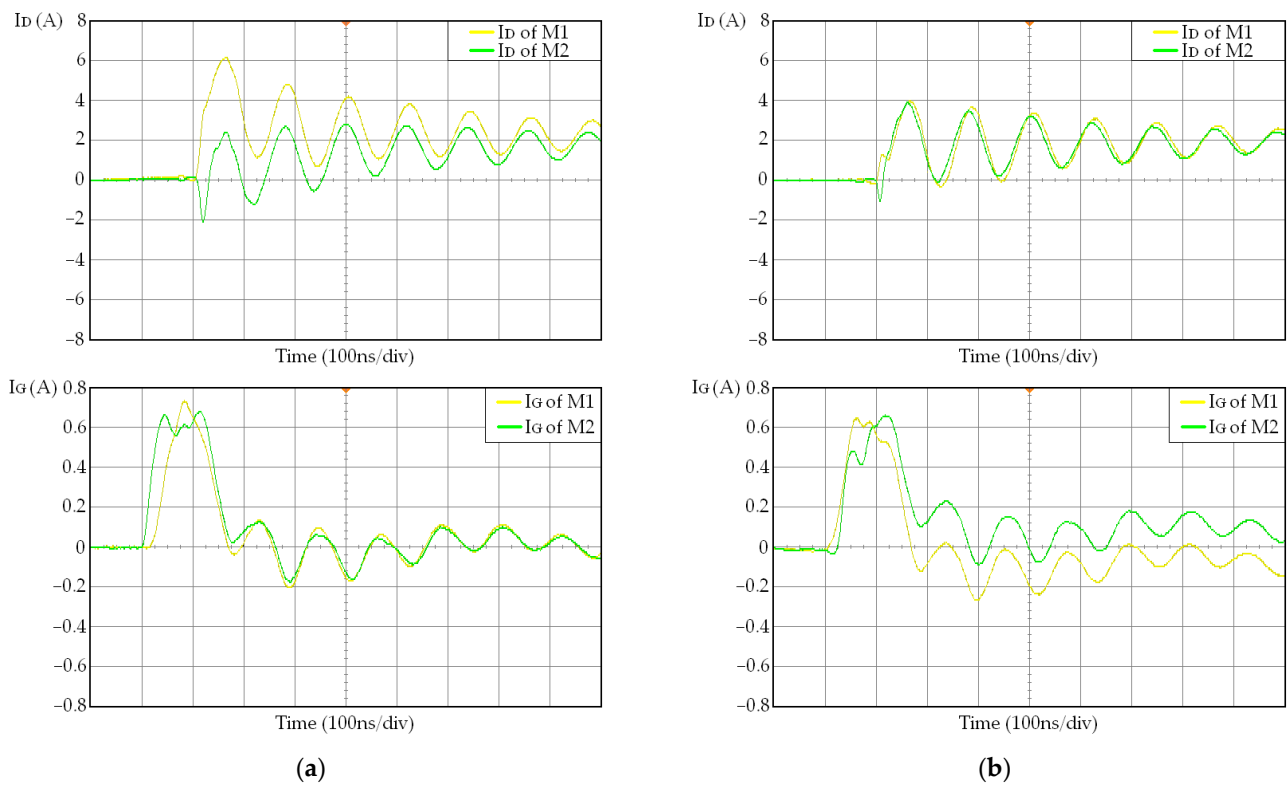 ID (A)
8
6
4
2
0
−2
−4
−6
−8
ID of M1
ID of M2
Time (100ns/div)
ID (A)
8
6
4
2
0
−2
−4
−6
−8
ID of M1
ID of M2
Time (100ns/div)
IG (A)
0.8
0.6
0.4
0.2
0
−0.2
−0.4
−0.6
−0.8
IG of M1
IG of M2
Time (100ns/div)
(a)
IG (A)
0.8
0.6
0.4
0.2
0
−0.2
−0.4
−0.6
−0.8
IG of M1
IG of M2
Time (100ns/div)
(b)